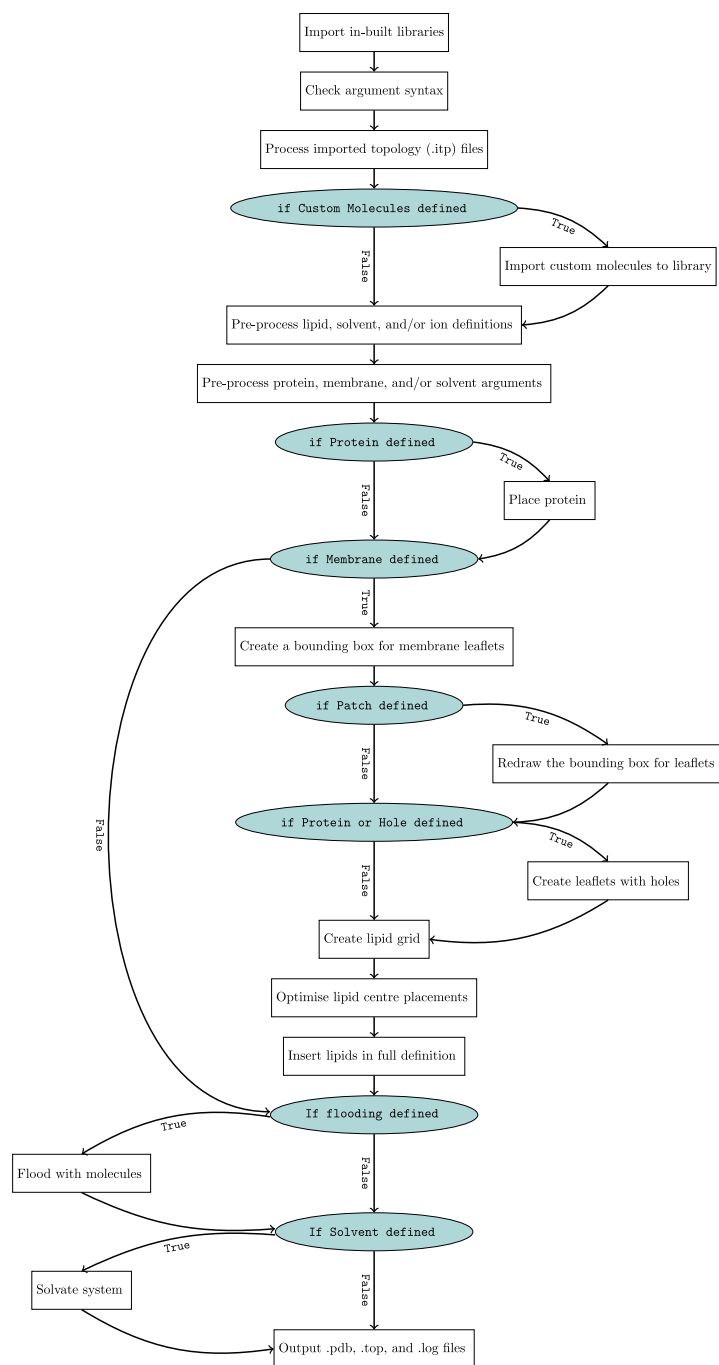 Import in-built libraries
Check argument syntax
Process imported topology (.itp) files
if Custom Molecules defined
True
False
Import custom molecules to library
Pre-process lipid, solvent, and/or ion definitions
Pre-process protein, membrane, and/or solvent arguments
if Protein defined
True
False
Place protein
if Membrane defined
True
Create a bounding box for membrane leaflets
if Patch defined
True
False
Redraw the bounding box for leaflets
if Protein or Hole defined
False
True
False
Create leaflets with holes
Create lipid grid
Optimise lipid centre placements
Insert lipids in full definition
If flooding defined
True
False
Flood with molecules
If Solvent defined
True
False
Solvate system
Output .pdb, .top, and .log files